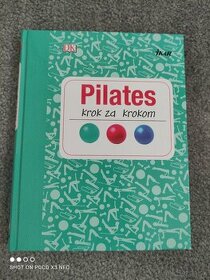 DK
IKAR
Pilates
krok za krokom
SHOT ON POCO X3 NFC